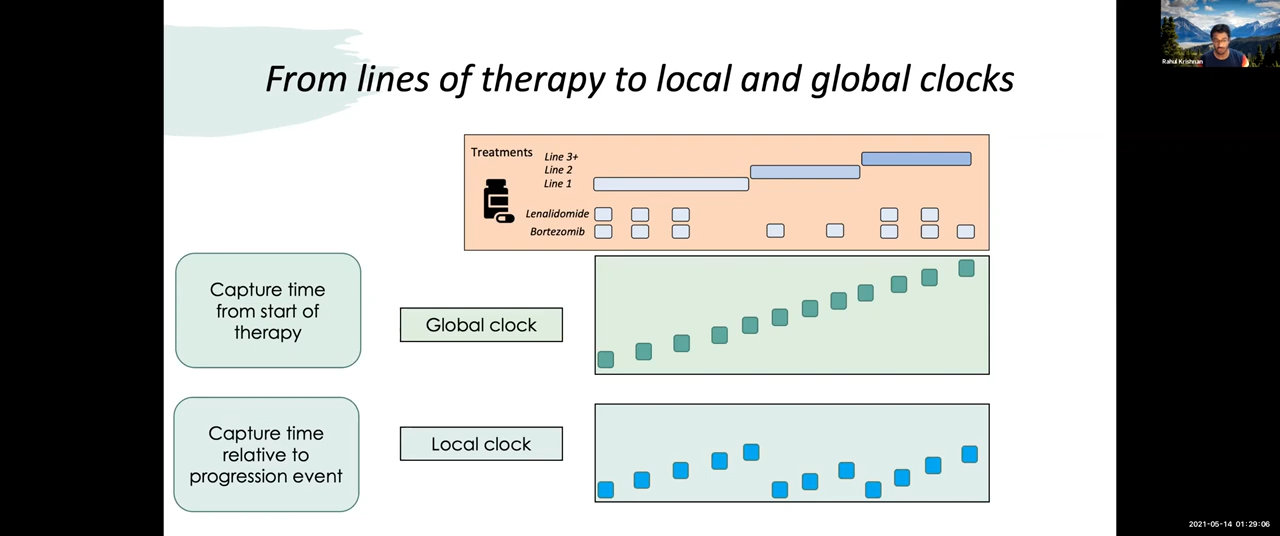 From lines of therapy to local and global clocks
Rahul Krishnan
Treatments
Line 3+
Line 2
Line 1
Lenalidomide
Bortezomib
Capture time
from start of
therapy
Global clock
Capture time
relative to
progression event
Local clock
2021-05-14 01:29:06